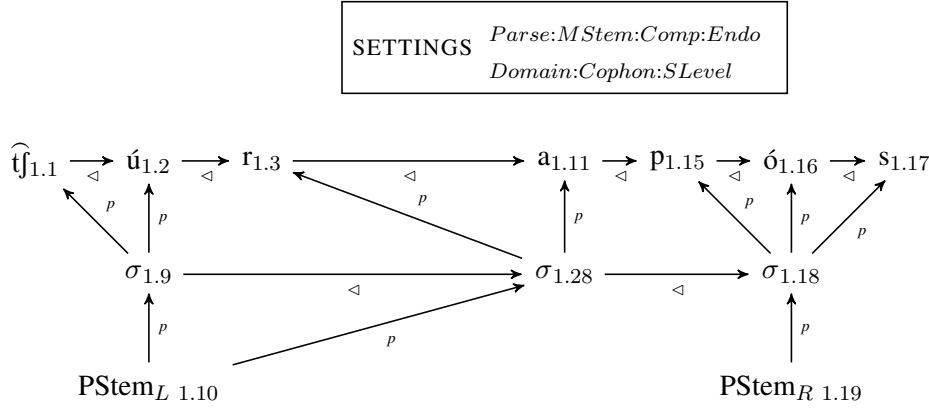 SETTINGS Parse:MStem:Comp:Endo
Domain:Cophon:SLevel
t͡ʃ1.1 ◁ ú1.2 ◁ r1.3 ◁ a1.11 ◁ p1.15 ◁ ó1.16 ◁ s1.17
p p p p p p p
σ1.9 ◁ σ1.28 ◁ σ1.18
p p p
PStemL 1.10 PStemR 1.19